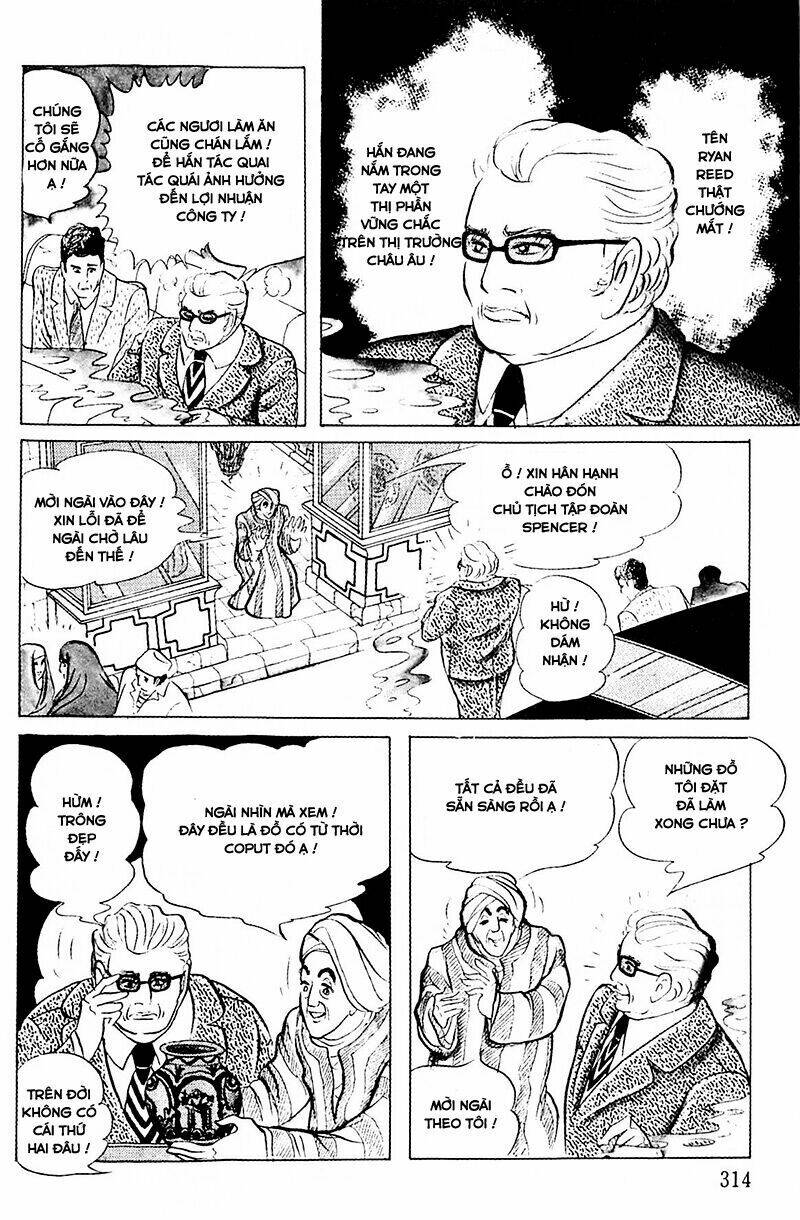 TÊN
RYAN
REED
THẬT
CHƯỚNG
MẮT !
HẮN ĐANG
NẮM TRONG
TAY MỘT
THỊ PHẦN
VỮNG CHẮC
TRÊN THỊ TRƯỜNG
CHÂU ÂU !
CÁC NGƯƠI LÀM ĂN
CŨNG CHÁN LẮM !
ĐỂ HẮN TÁC QUAI
TÁC QUÁI ẢNH HƯỞNG
ĐẾN LỢI NHUẬN
CÔNG TY !
CHÚNG
TÔI SẼ
CỐ GẮNG
HƠN NỮA
Ạ !
Ồ ! XIN HÂN HẠNH
CHÀO ĐÓN
CHỦ TỊCH TẬP ĐOÀN
SPENCER !
HỪ !
KHÔNG
DÁM
NHẬN !
MỜI NGÀI VÀO ĐÂY !
XIN LỖI ĐÃ ĐỂ
NGÀI CHỜ LÂU
ĐẾN THẾ !
NHỮNG ĐỒ
TÔI ĐẶT
ĐÃ LÀM
XONG CHƯA ?
TẤT CẢ ĐỀU ĐÃ
SẴN SÀNG RỒI Ạ !
MỜI NGÀI
THEO TÔI !
NGÀI NHÌN MÀ XEM !
ĐÂY ĐỀU LÀ ĐỒ CÓ TỪ THỜI
COPUT ĐÓ Ạ !
HỪM !
TRÔNG
ĐẸP
ĐẤY !
TRÊN ĐỜI
KHÔNG CÓ
CÁI THỨ
HAI ĐÂU !
314